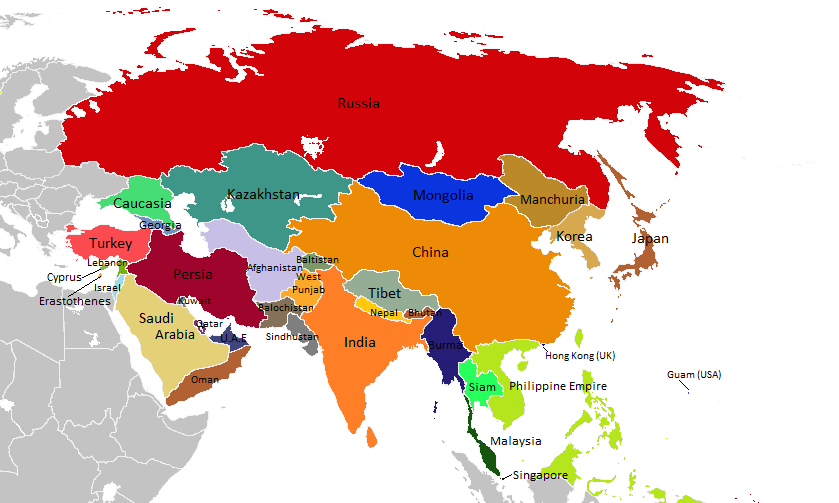 Russia
Kazakhstan
Mongolia
Caucasia
Manchuria
Georgia
Korea
Japan
Turkey
China
Lebanon
Baltistan
Afghanistan
Cyprus
Persia
West
Punjab
Israel
Erastothenes
Tibet
Kuwait
Balochistan
Nepal
Bhutan
Saudi
Arabia
Qatar
U.A.E
Sindhustan
India
Burma
Hong Kong (UK)
Oman
Siam
Philippine Empire
Guam (USA)
Malaysia
Singapore